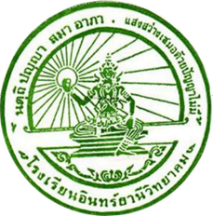 นตฺถิ ปญฺญา สมา อาภา · แสงสว่างเสมอด้วยปัญญาไม่มี
โรงเรียนอินทร์ธานีวิทยาคม